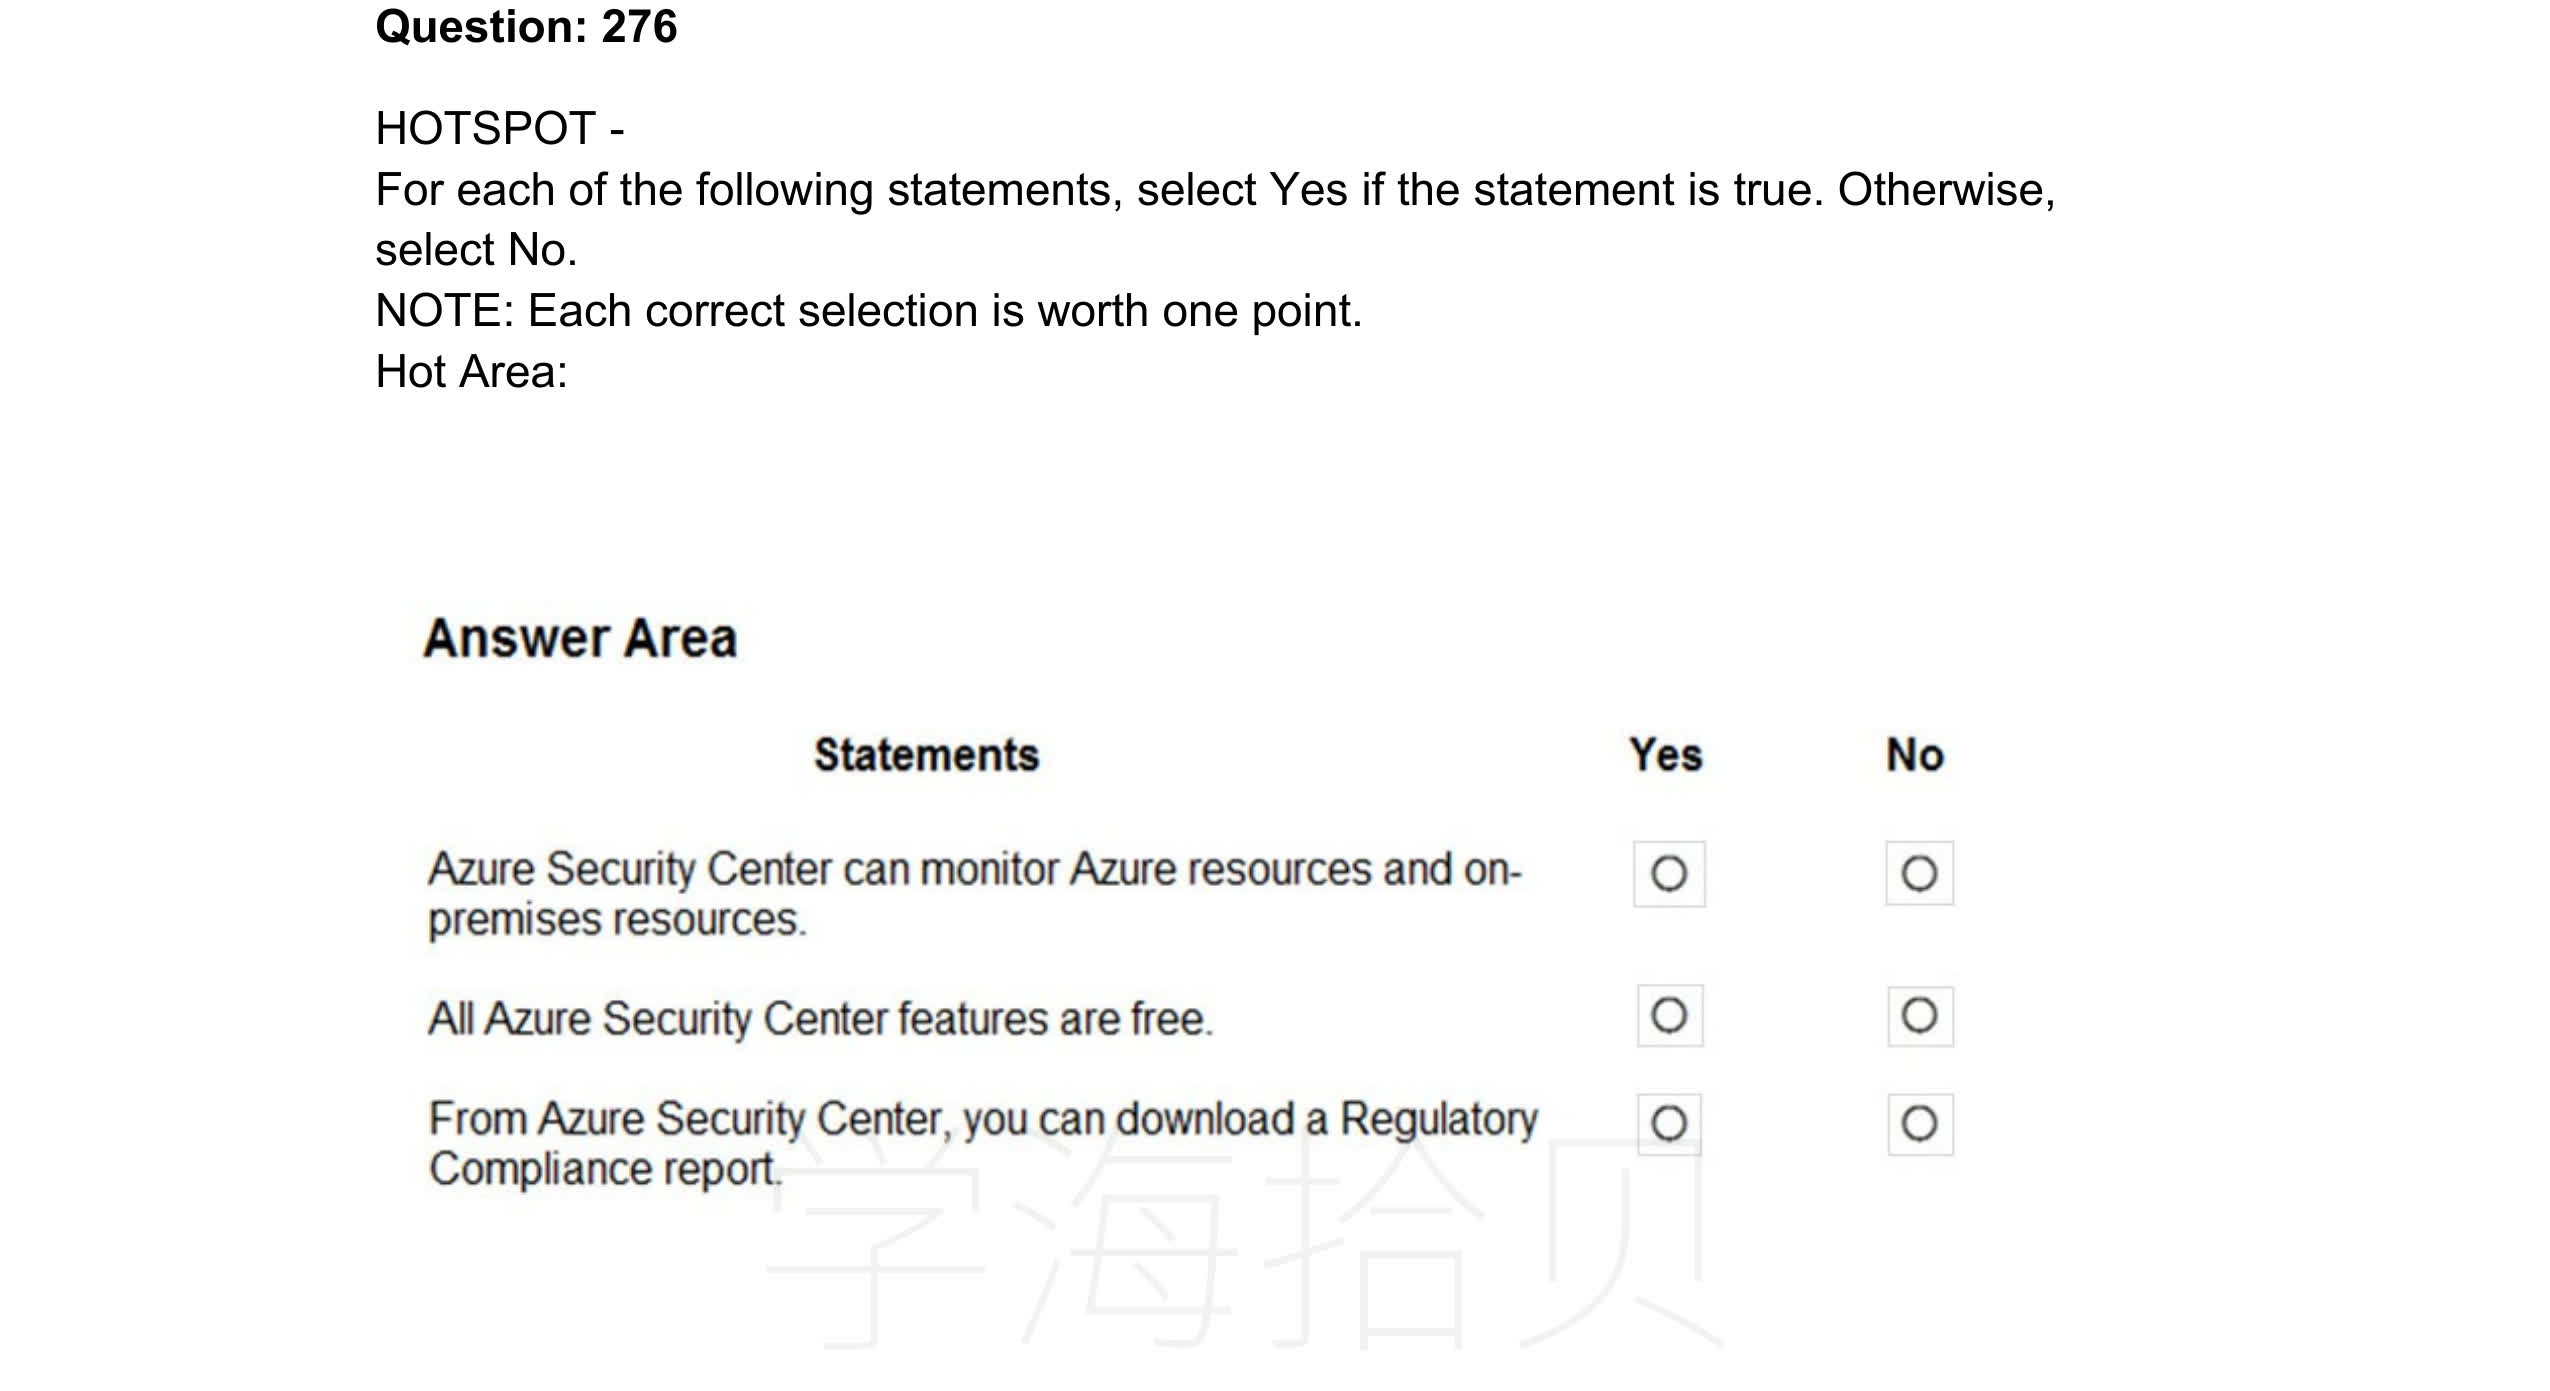 Question: 276
HOTSPOT -
For each of the following statements, select Yes if the statement is true. Otherwise,
select No.
NOTE: Each correct selection is worth one point.
Hot Area:
Answer Area
Statements Yes No
Azure Security Center can monitor Azure resources and on-
premises resources.
All Azure Security Center features are free.
From Azure Security Center, you can download a Regulatory
Compliance report.
学海拾贝